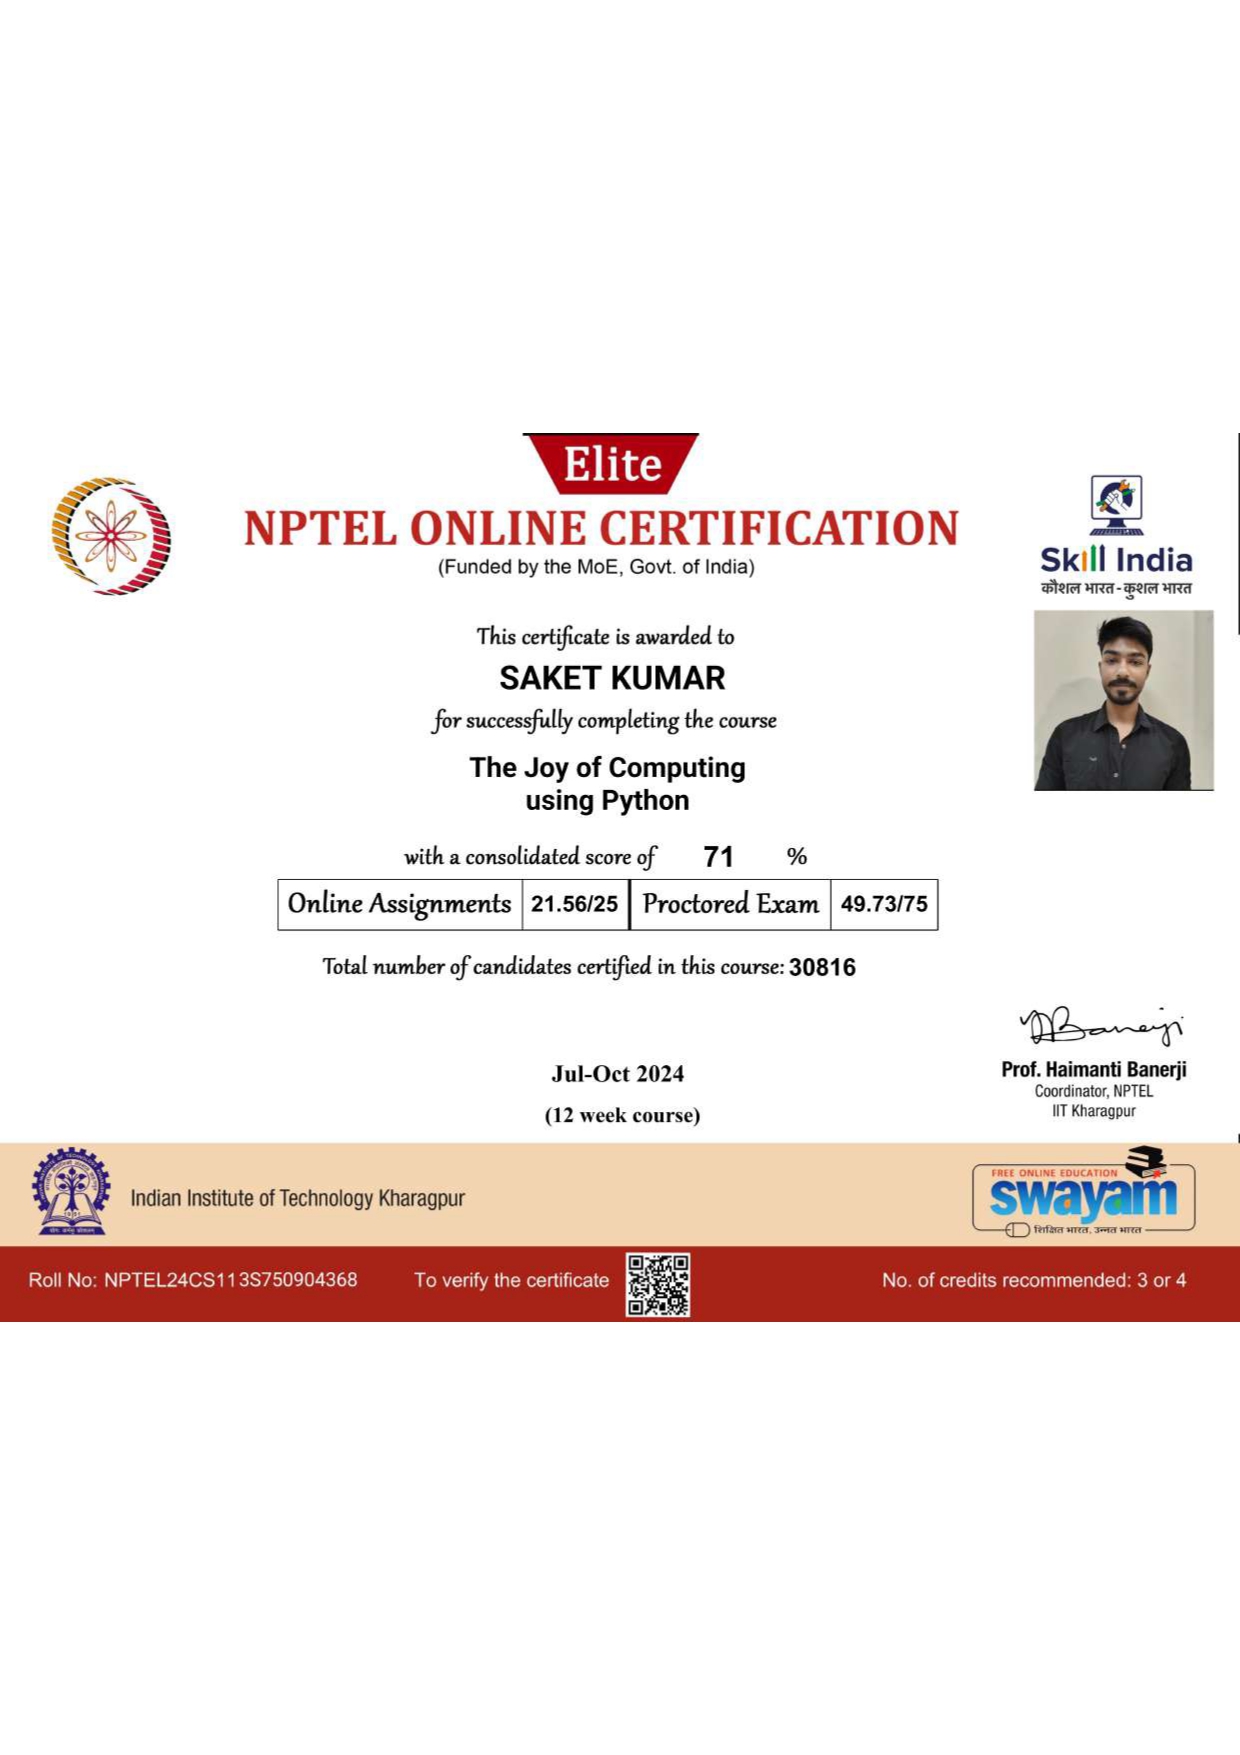 Elite
NPTEL ONLINE CERTIFICATION
(Funded by the MoE, Govt. of India)
Skill India
कौशल भारत - कुशल भारत
This certificate is awarded to
SAKET KUMAR
for successfully completing the course
The Joy of Computing
using Python
with a consolidated score of 71 %
Online Assignments 21.56/25 Proctored Exam 49.73/75
Total number of candidates certified in this course: 30816
Banerji
Prof. Haimanti Banerji
Coordinator, NPTEL
IIT Kharagpur
Jul-Oct 2024
(12 week course)
Indian Institute of Technology Kharagpur
FREE ONLINE EDUCATION
swayam
शिक्षित भारत, उन्नत भारत
Roll No: NPTEL24CS113S750904368 To verify the certificate No. of credits recommended: 3 or 4